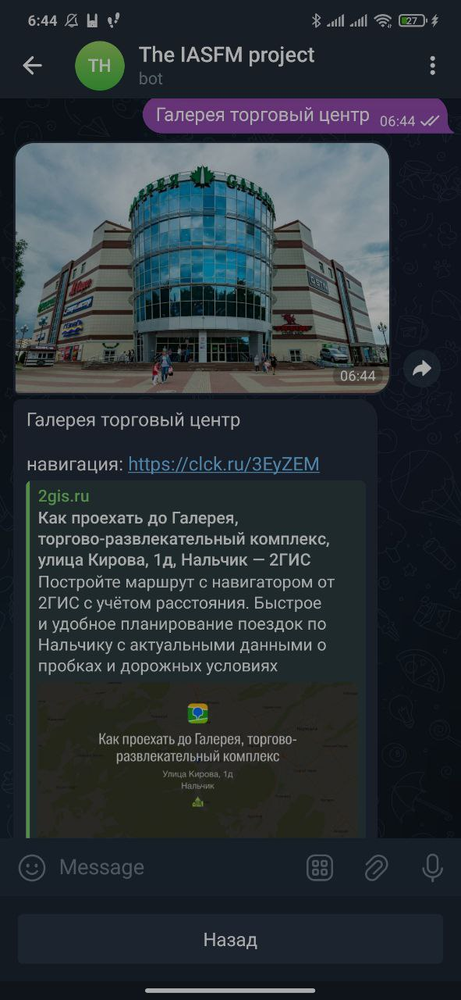 6:44
27
TH
The IASFM project
bot
Галерея торговый центр
06:44
ГАЛЕРЕЯ GALLERY
06:44
Галерея торговый центр
навигация: https://clck.ru/3EyZEM
2gis.ru
Как проехать до Галерея,
торгово-развлекательный комплекс,
улица Кирова, 1д, Нальчик — 2ГИС
Постройте маршрут с навигатором от
2ГИС с учётом расстояния. Быстрое
и удобное планирование поездок по
Нальчику с актуальными данными о
пробках и дорожных условиях
Как проехать до Галерея, торгово-
развлекательный комплекс
Улица Кирова, 1д
Нальчик
Message
Назад